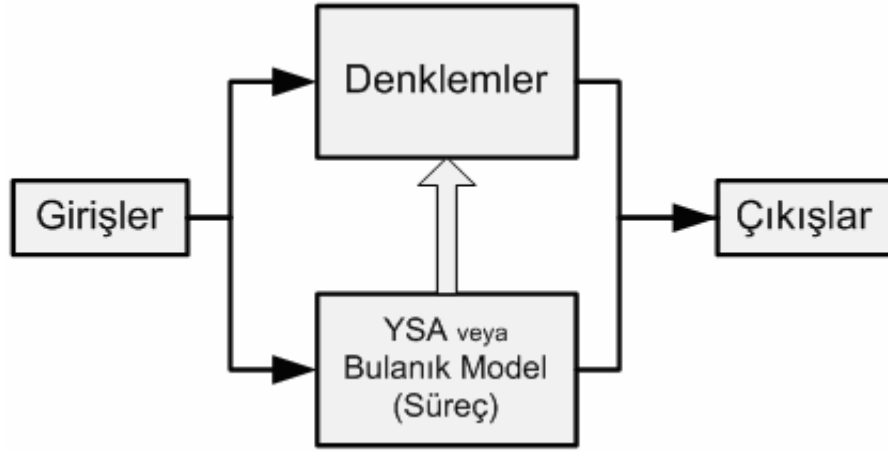 Denklemler
Girişler
Çıkışlar
YSA veya
Bulanık Model
(Süreç)